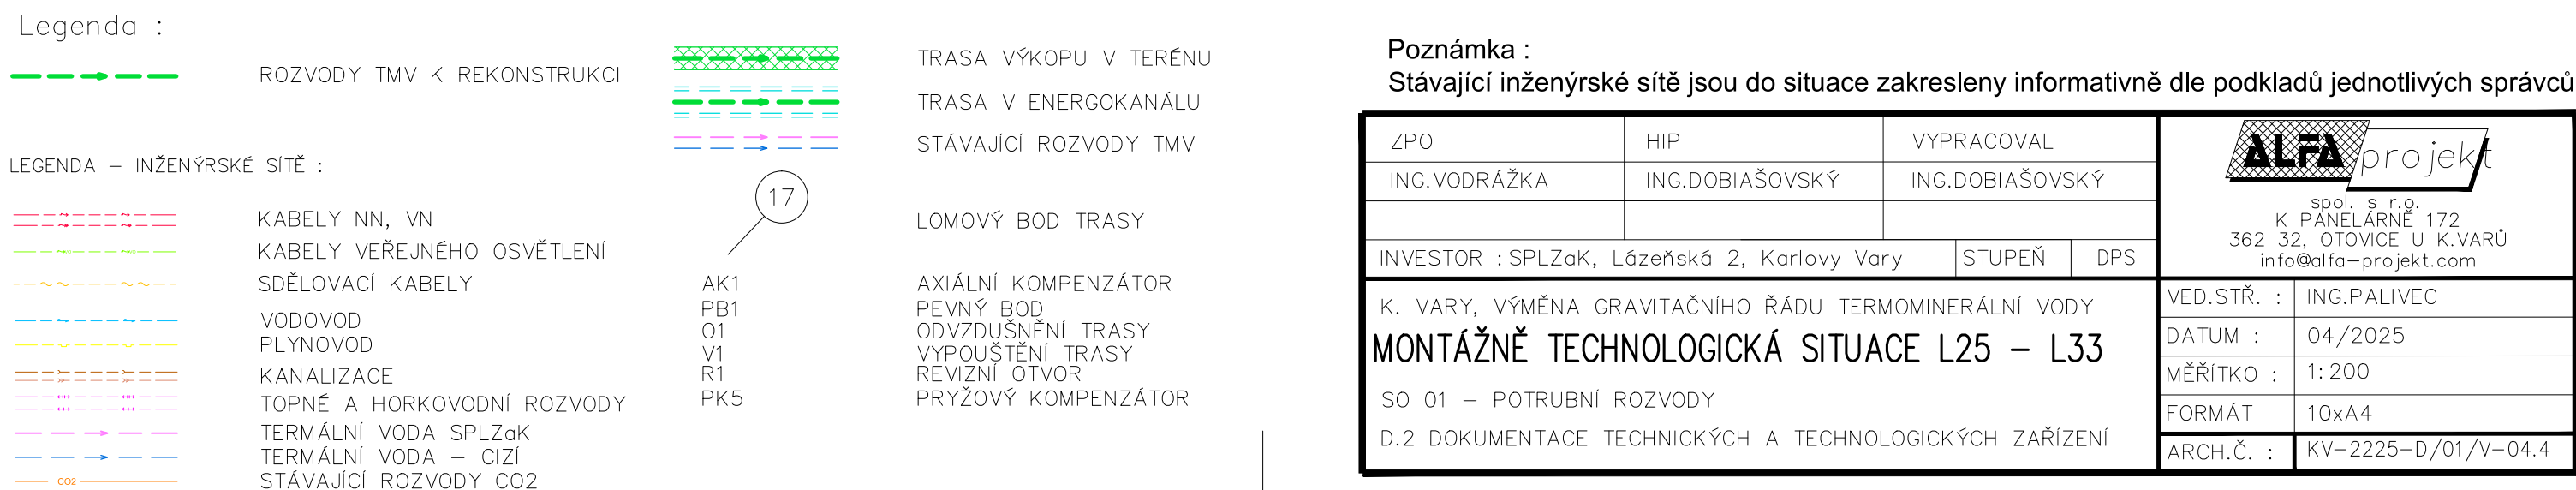 Legenda :
ROZVODY TMV K REKONSTRUKCI
TRASA VÝKOPU V TERÉNU
TRASA V ENERGOKANÁLU
STÁVAJÍCÍ ROZVODY TMV
17
LOMOVÝ BOD TRASY
AK1 AXIÁLNÍ KOMPENZÁTOR
PB1 PEVNÝ BOD
O1 ODVZDUŠNĚNÍ TRASY
V1 VYPOUŠTĚNÍ TRASY
R1 REVIZNÍ OTVOR
PK5 PRYŽOVÝ KOMPENZÁTOR
LEGENDA – INŽENÝRSKÉ SÍTĚ :
KABELY NN, VN
KABELY VEŘEJNÉHO OSVĚTLENÍ
SDĚLOVACÍ KABELY
VODOVOD
PLYNOVOD
KANALIZACE
TOPNÉ A HORKOVODNÍ ROZVODY
TERMÁLNÍ VODA SPLZaK
TERMÁLNÍ VODA – CIZÍ
CO2 STÁVAJÍCÍ ROZVODY CO2
Poznámka :
Stávající inženýrské sítě jsou do situace zakresleny informativně dle podkladů jednotlivých správců
ZPO HIP VYPRACOVAL
ING.VODRÁŽKA ING.DOBIAŠOVSKÝ ING.DOBIAŠOVSKÝ
INVESTOR : SPLZaK, Lázeňská 2, Karlovy Vary STUPEŇ DPS
K. VARY, VÝMĚNA GRAVITAČNÍHO ŘÁDU TERMOMINERÁLNÍ VODY
MONTÁŽNĚ TECHNOLOGICKÁ SITUACE L25 – L33
SO 01 – POTRUBNÍ ROZVODY
D.2 DOKUMENTACE TECHNICKÝCH A TECHNOLOGICKÝCH ZAŘÍZENÍ
ALFA projekt
spol. s r.o.
K PANELÁRNĚ 172
362 32, OTOVICE U K.VARŮ
info@alfa-projekt.com
VED.STŘ. : ING.PALIVEC
DATUM : 04/2025
MĚŘÍTKO : 1:200
FORMÁT 10xA4
ARCH.Č. : KV-2225-D/01/V-04.4